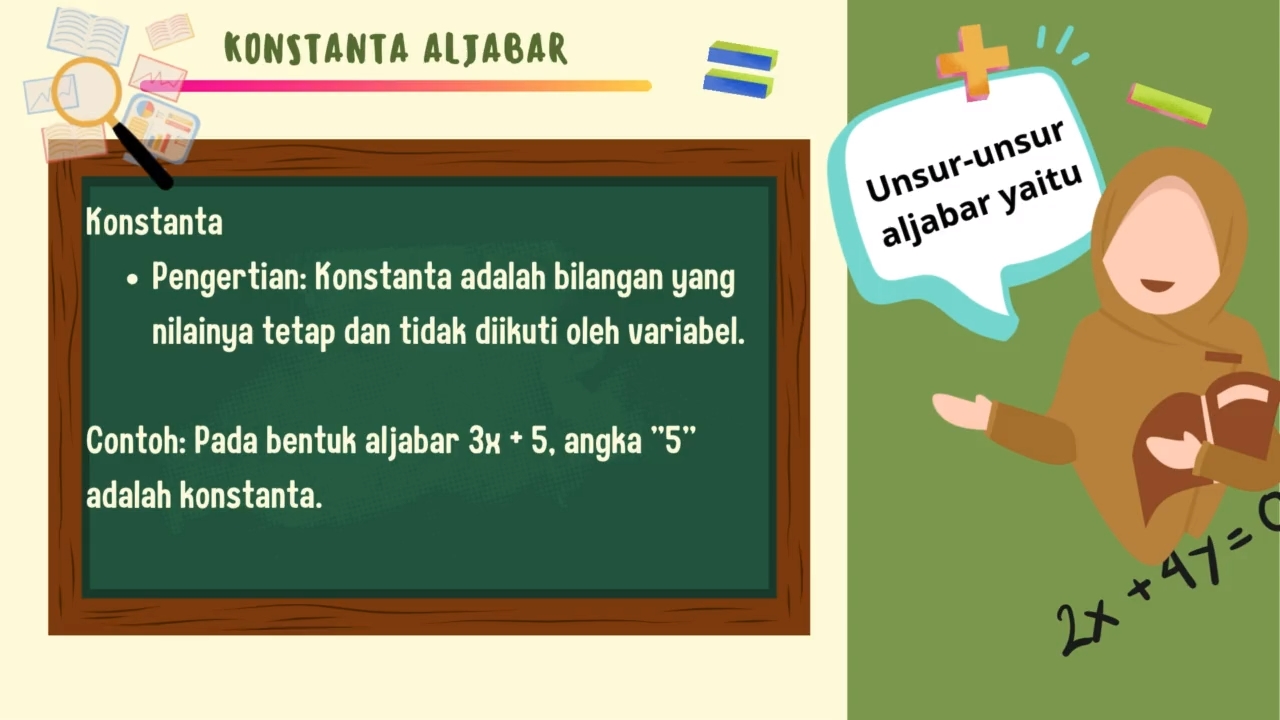 KONSTANTA ALJABAR
Konstanta
• Pengertian: Konstanta adalah bilangan yang
nilainya tetap dan tidak diikuti oleh variabel.
Contoh: Pada bentuk aljabar 3x + 5, angka "5"
adalah konstanta.
Unsur-unsur
aljabar yaitu
2x + 4y = 0